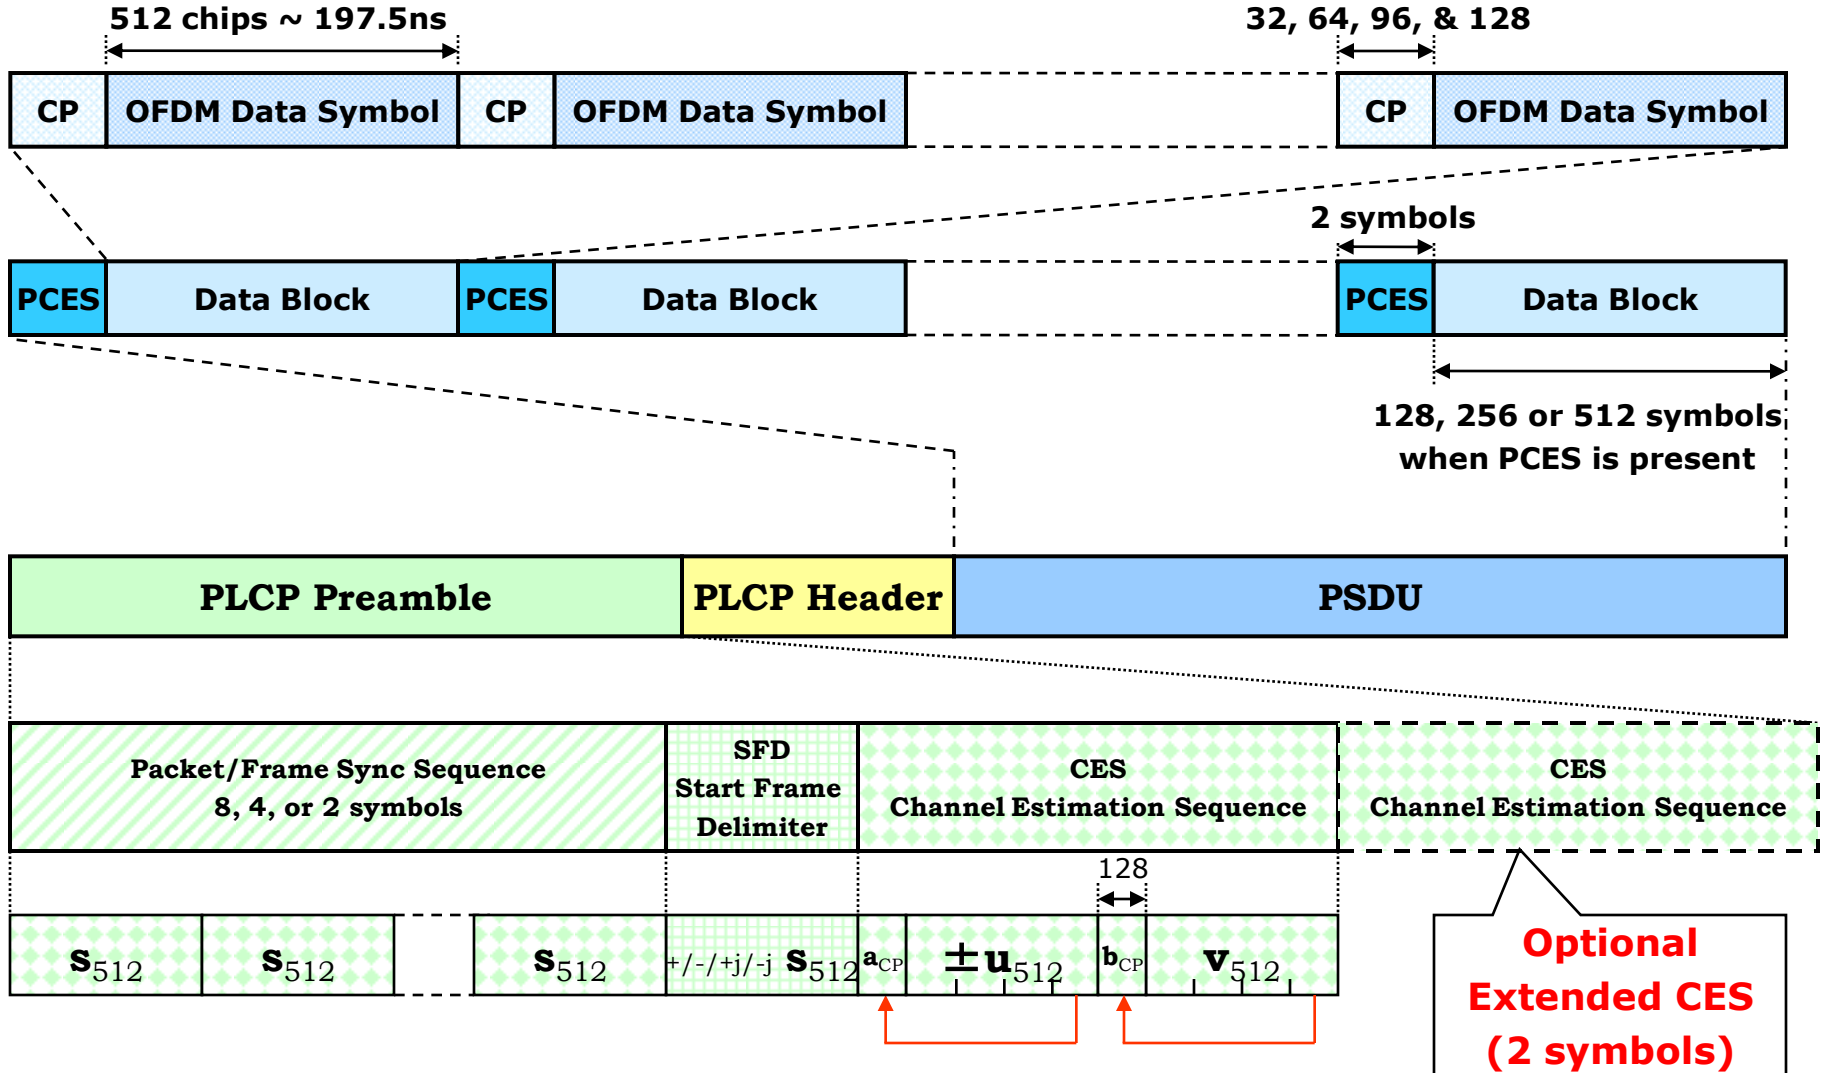 512 chips ~ 197.5ns
32, 64, 96, & 128
CP
OFDM Data Symbol
CP
OFDM Data Symbol
CP
OFDM Data Symbol
2 symbols
PCES
Data Block
PCES
Data Block
PCES
Data Block
128, 256 or 512 symbols
when PCES is present
PLCP Preamble
PLCP Header
PSDU
Packet/Frame Sync Sequence
8, 4, or 2 symbols
SFD
Start Frame
Delimiter
CES
Channel Estimation Sequence
CES
Channel Estimation Sequence
128
s512
s512
s512
+/-/+j/-j s512
aCP
±u512
bCP
v512
Optional
Extended CES
(2 symbols)